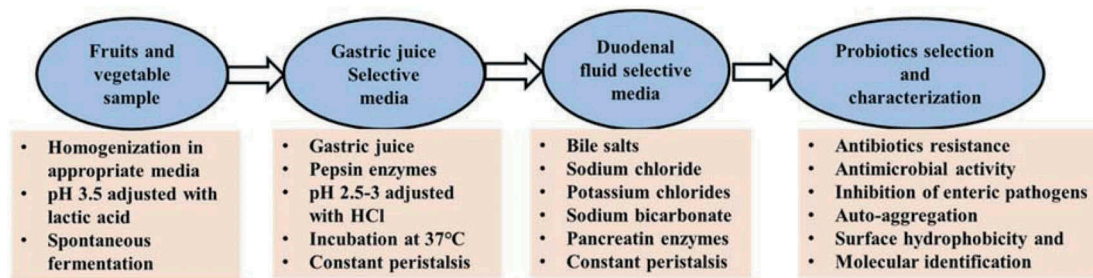 Fruits and
vegetable
sample
Gastric juice
Selective
media
Duodenal
fluid selective
media
Probiotics selection
and
characterization
• Homogenization in
appropriate media
• pH 3.5 adjusted with
lactic acid
• Spontaneous
fermentation
• Gastric juice
• Pepsin enzymes
• pH 2.5-3 adjusted
with HCl
• Incubation at 37°C
• Constant peristalsis
• Bile salts
• Sodium chloride
• Potassium chlorides
• Sodium bicarbonate
• Pancreatin enzymes
• Constant peristalsis
• Antibiotics resistance
• Antimicrobial activity
• Inhibition of enteric pathogens
• Auto-aggregation
• Surface hydrophobicity and
• Molecular identification